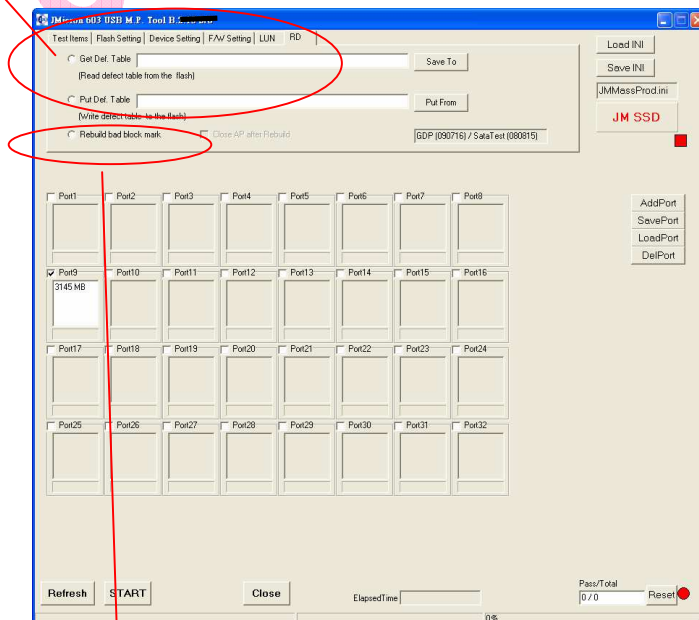 JMicron 603 USB M.P. Tool B.
Test Items Flash Setting Device Setting F/W Setting LUN RD
Get Def. Table Save To
(Read defect table from the flash)
Put Def. Table Put From
(Write defect table to the flash)
Rebuild bad block mark Close AP after Rebuild GDP (090716) / SataTest (080815)
Load INI
Save INI
JMMassProd.ini
JM SSD
Port1 Port2 Port3 Port4 Port5 Port6 Port7 Port8
AddPort
SavePort
LoadPort
DelPort
Port9 Port10 Port11 Port12 Port13 Port14 Port15 Port16
3145 MB
Port17 Port18 Port19 Port20 Port21 Port22 Port23 Port24
Port25 Port26 Port27 Port28 Port29 Port30 Port31 Port32
Refresh START Close ElapsedTime
Pass/Total
0 / 0 Reset
0%